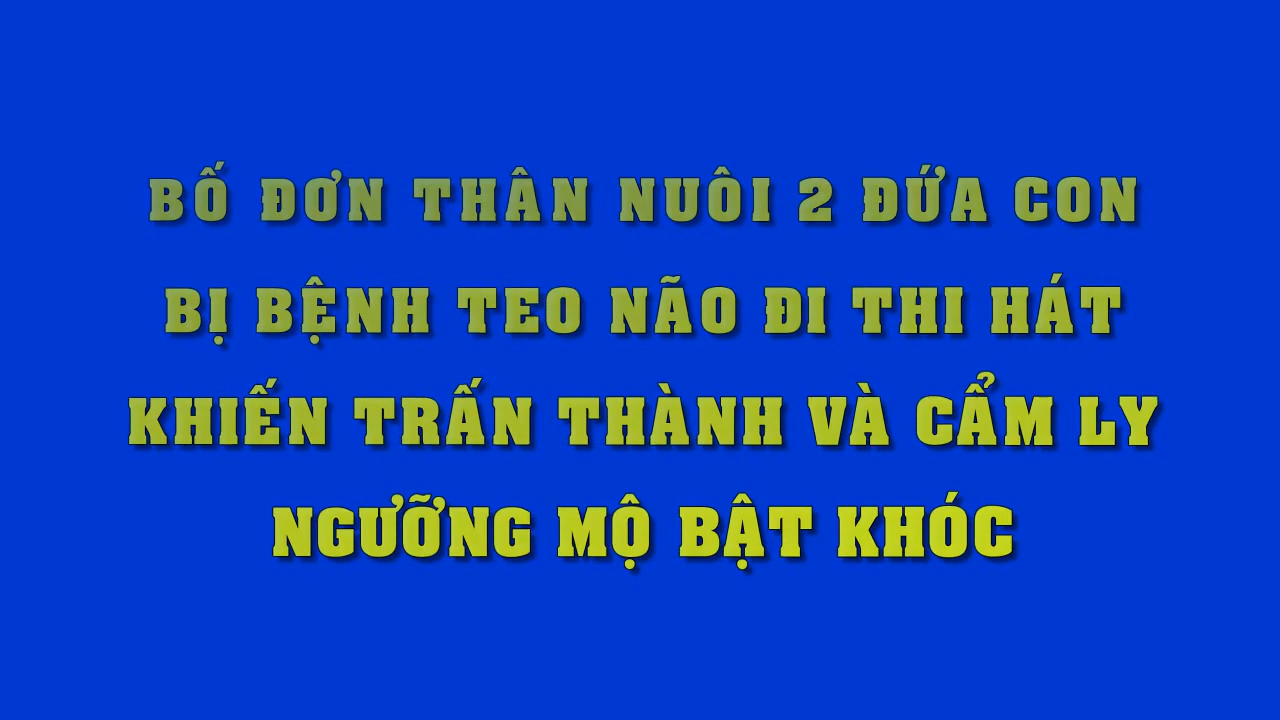 BỐ ĐƠN THÂN NUÔI 2 ĐỨA CON
BỊ BỆNH TEO NÃO ĐI THI HÁT
KHIẾN TRẤN THÀNH VÀ CẨM LY
NGƯỠNG MỘ BẬT KHÓC